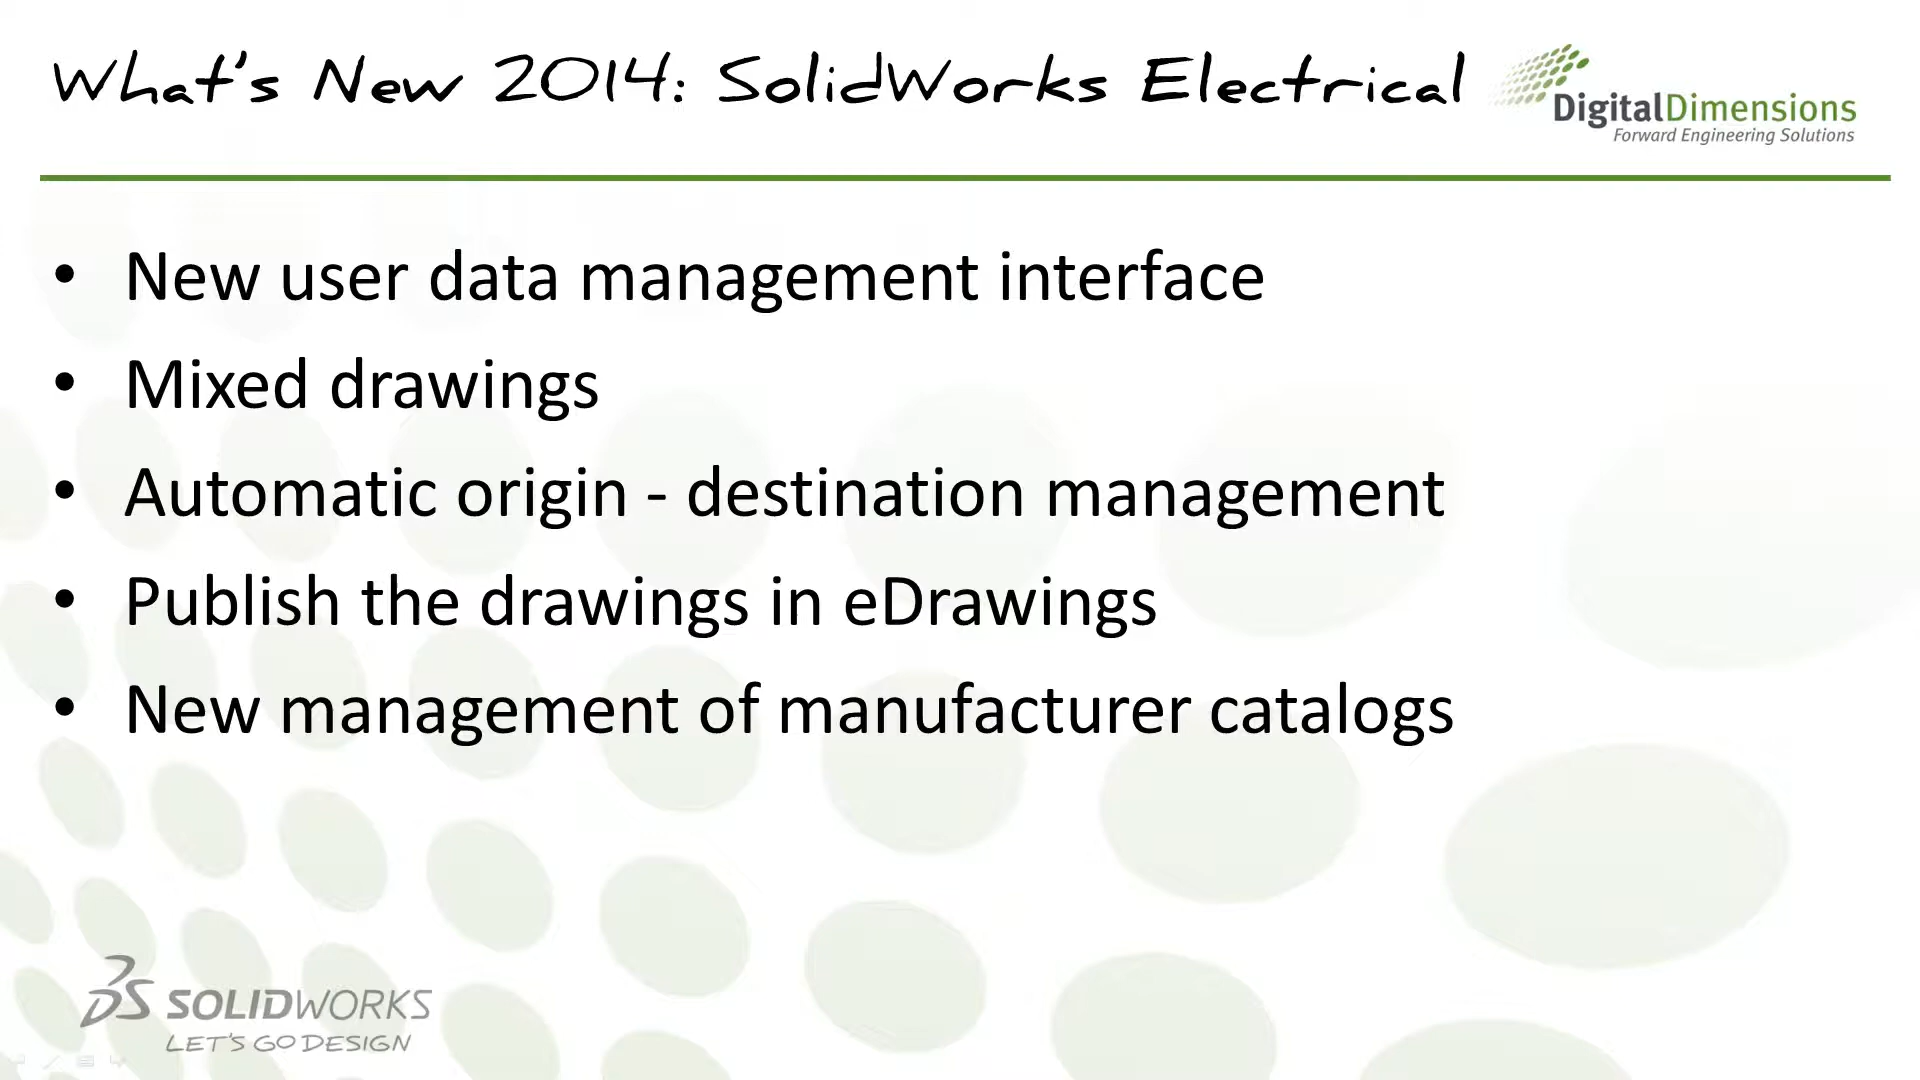 What's New 2014: SolidWorks Electrical
DigitalDimensions
Forward Engineering Solutions
• New user data management interface
• Mixed drawings
• Automatic origin - destination management
• Publish the drawings in eDrawings
• New management of manufacturer catalogs
3DS SOLIDWORKS
LET'S GO DESIGN